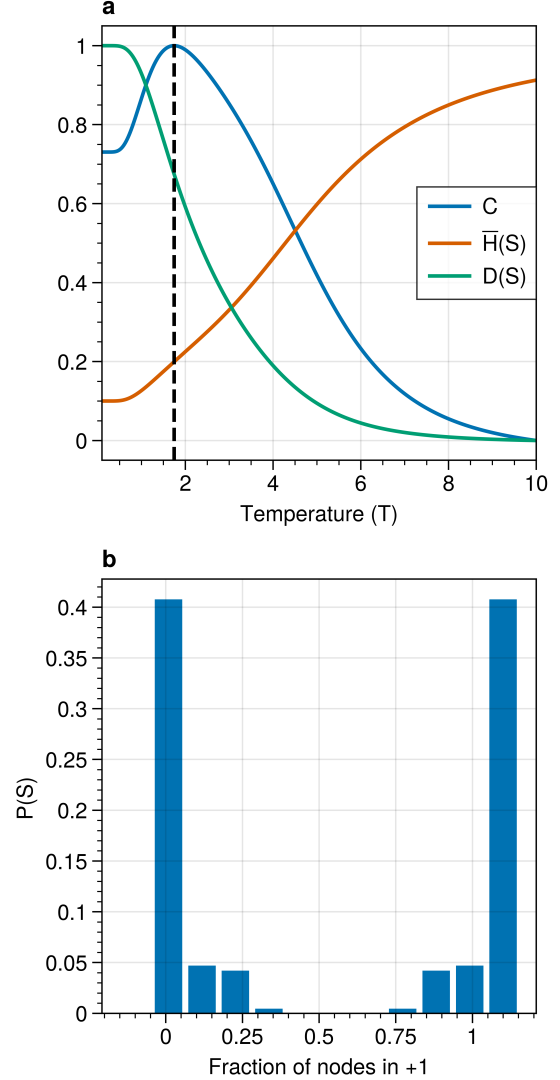 a
1
0.8
0.6
0.4
0.2
0
C
H̅(S)
D(S)
2 4 6 8 10
Temperature (T)
b
0.4
0.35
0.3
0.25
0.2
0.15
0.1
0.05
0
P(S)
0 0.25 0.5 0.75 1
Fraction of nodes in +1